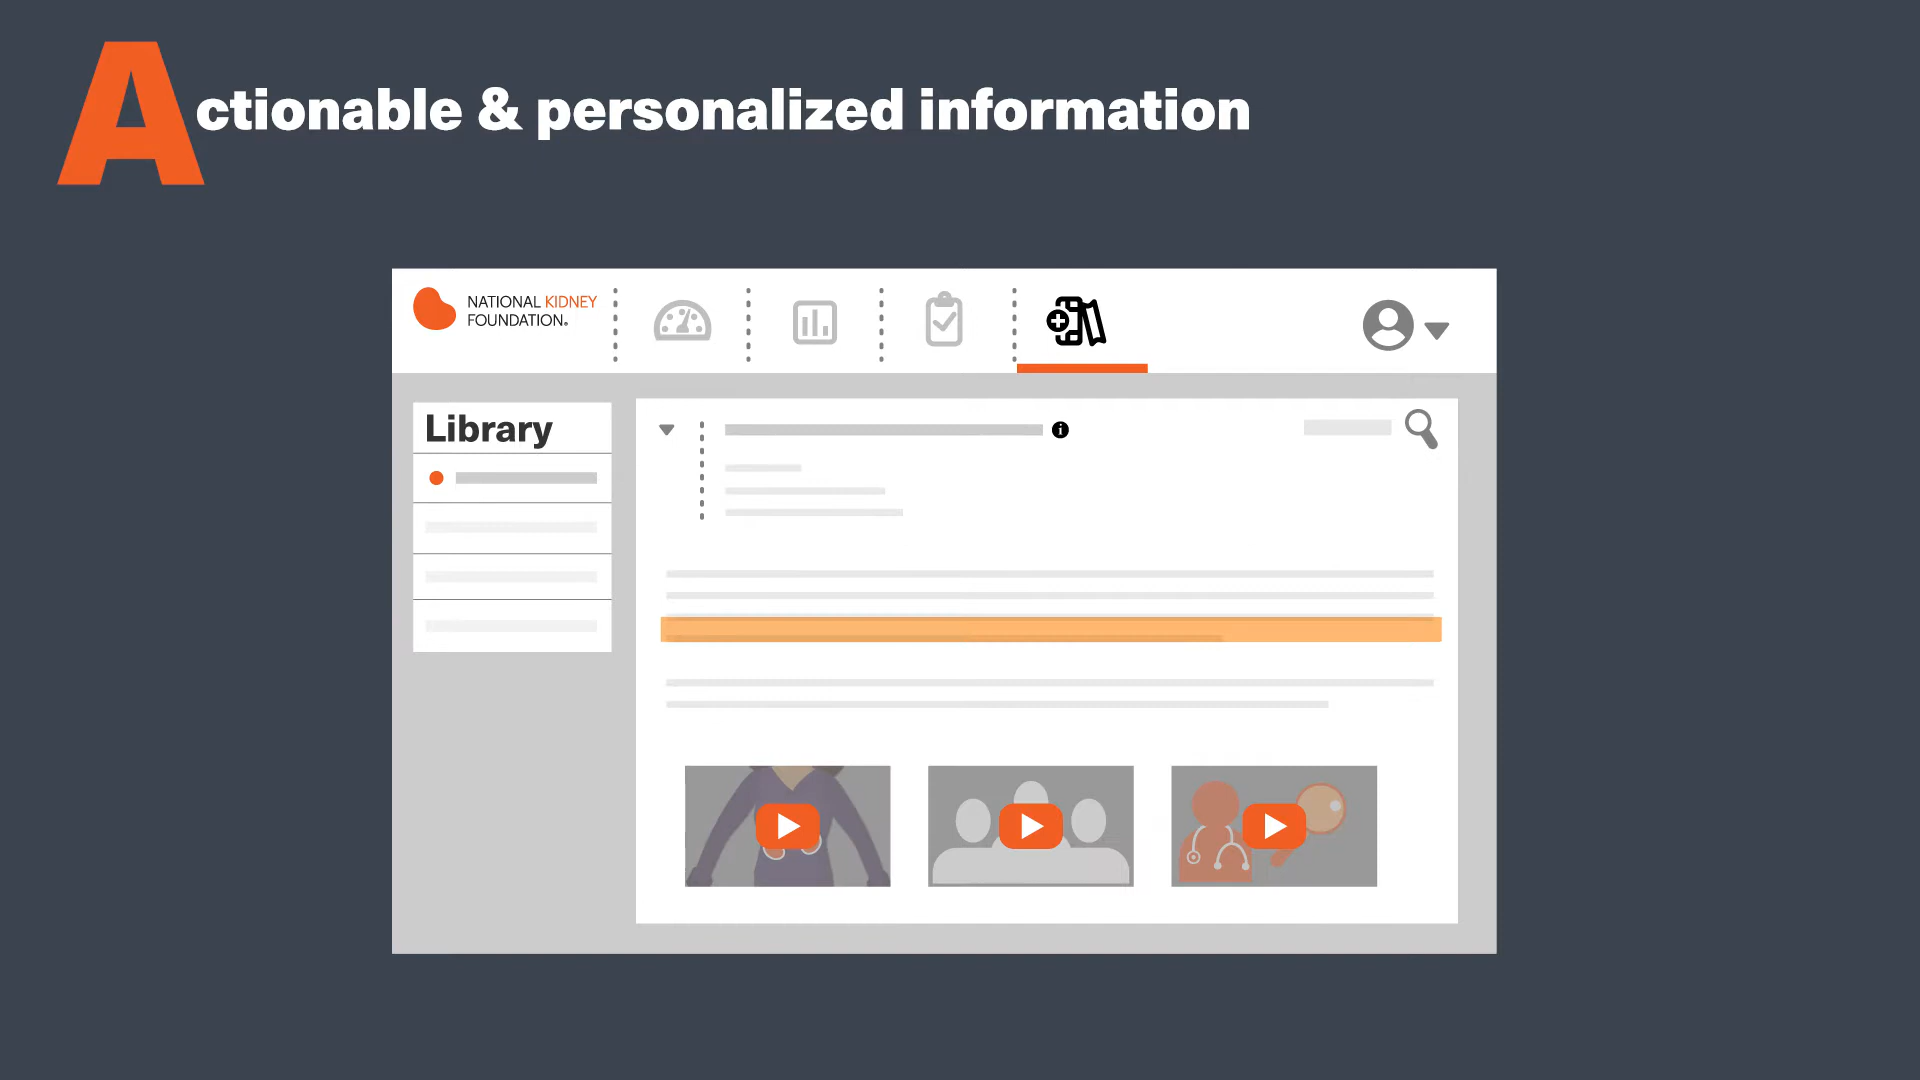 Actionable & personalized information
NATIONAL KIDNEY
FOUNDATION®
Library